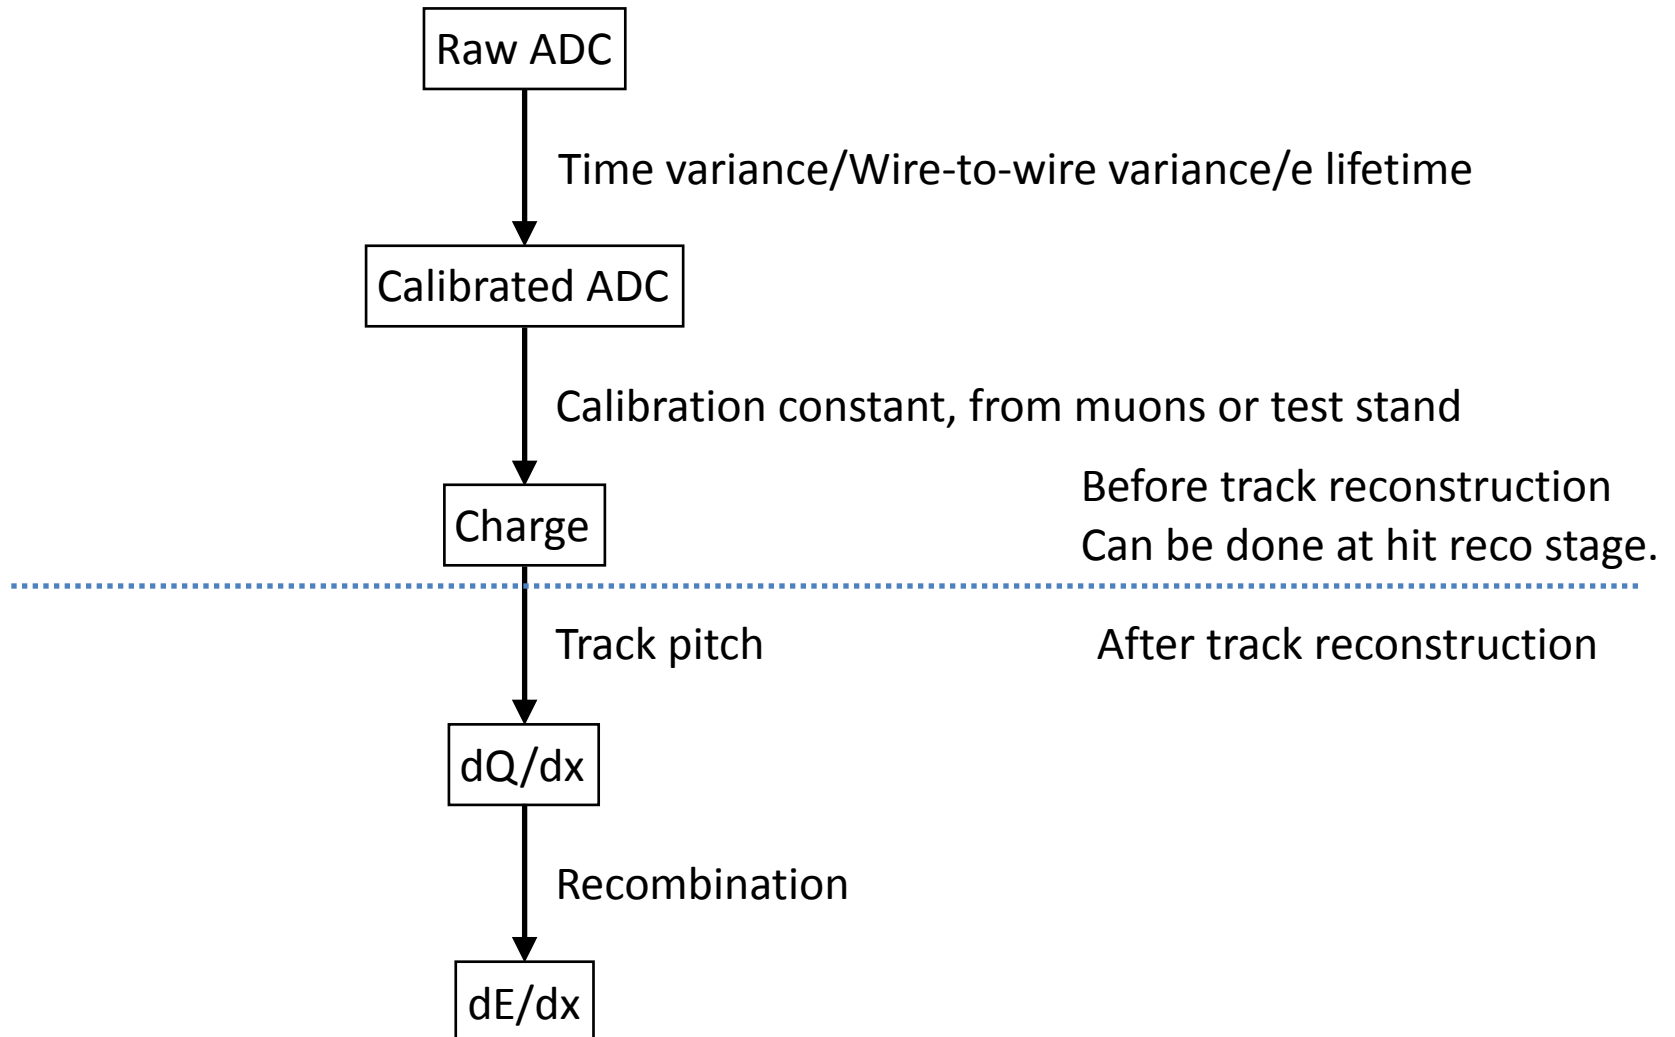 Raw ADC
Time variance/Wire-to-wire variance/e lifetime
Calibrated ADC
Calibration constant, from muons or test stand
Before track reconstruction
Charge
Can be done at hit reco stage.
Track pitch
After track reconstruction
dQ/dx
Recombination
dE/dx